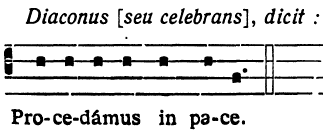 Diaconus [seu celebrans], dicit :
Pro-ce-dámus in pa-ce.